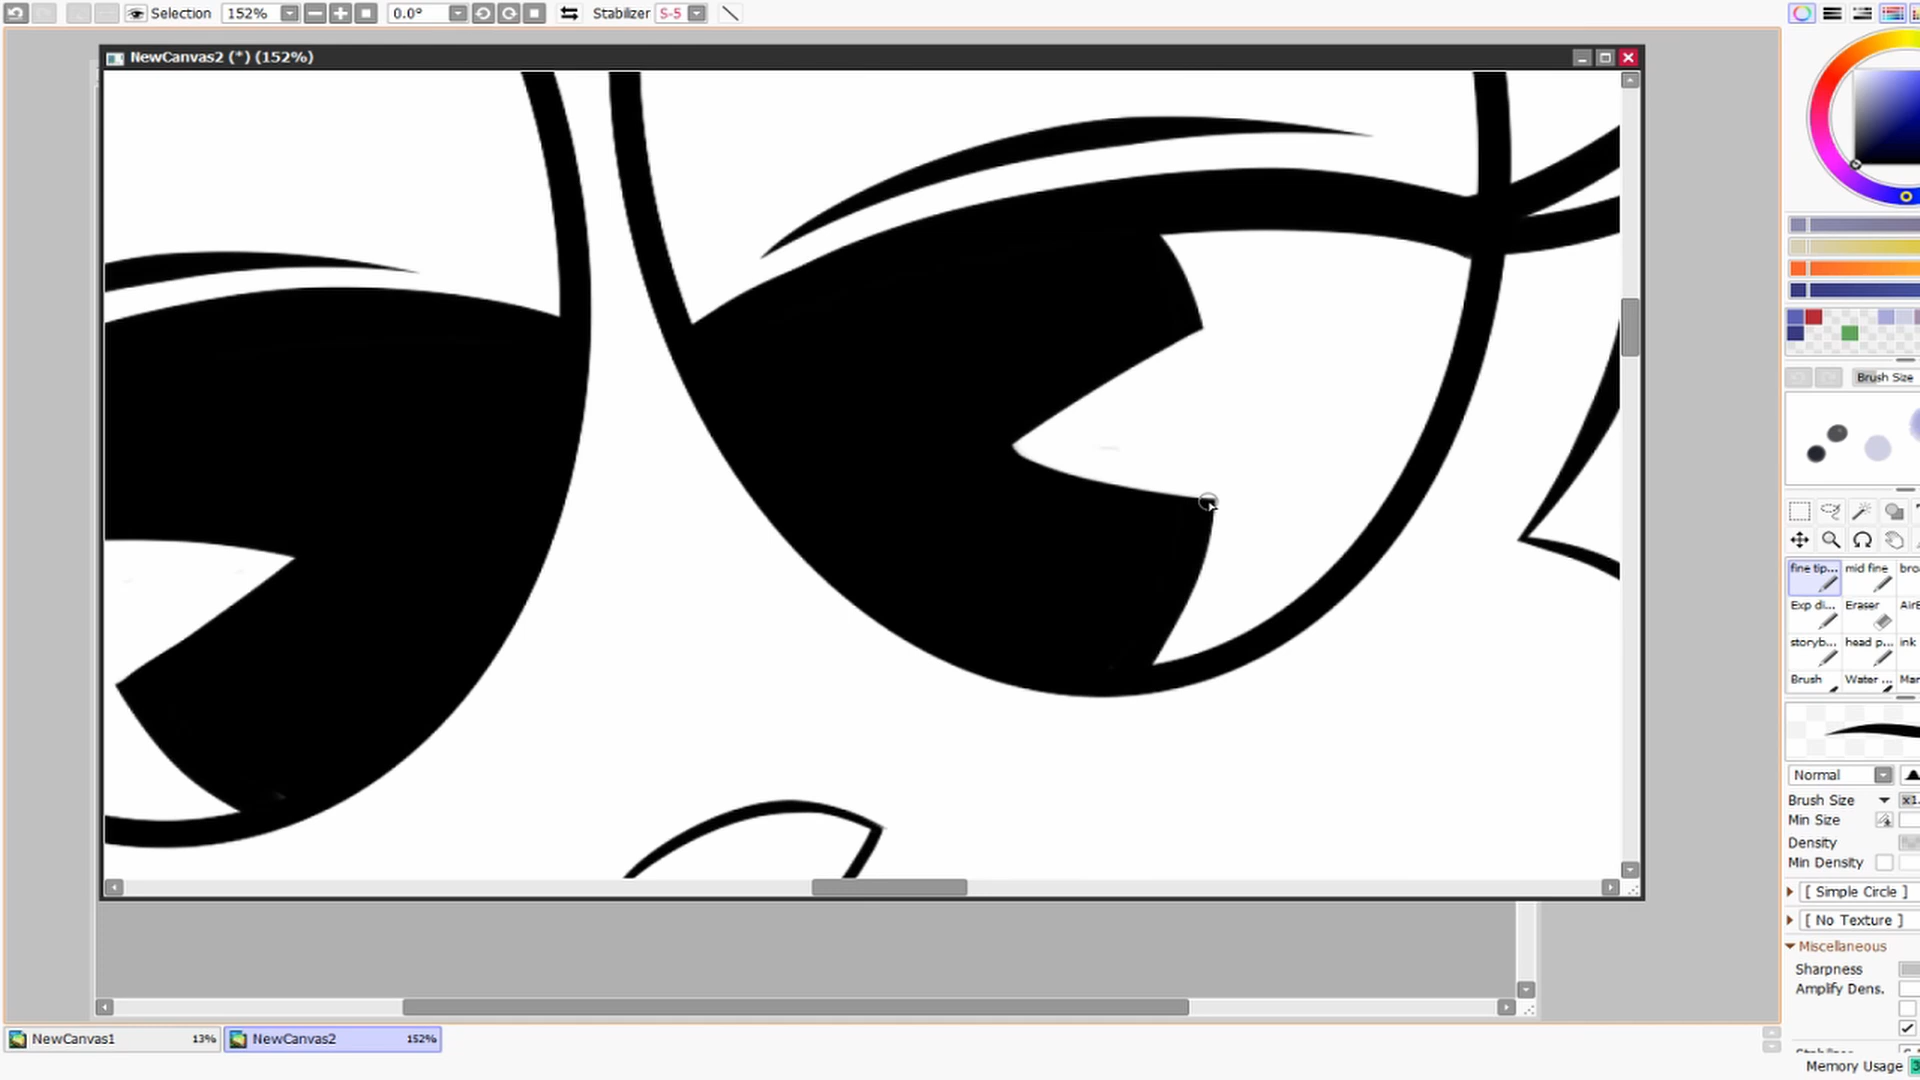 Selection 152% 0.0° Stabilizer S-5
NewCanvas2 (*) (152%)
Brush Size
fine tip... mid fine
Exp di... Eraser
storyb... head p... ink
Brush Water ...
Normal
Brush Size x1.
Min Size
Density
Min Density
[ Simple Circle ]
[ No Texture ]
Miscellaneous
Sharpness
Amplify Dens.
NewCanvas1 13% NewCanvas2 152%
Memory Usage